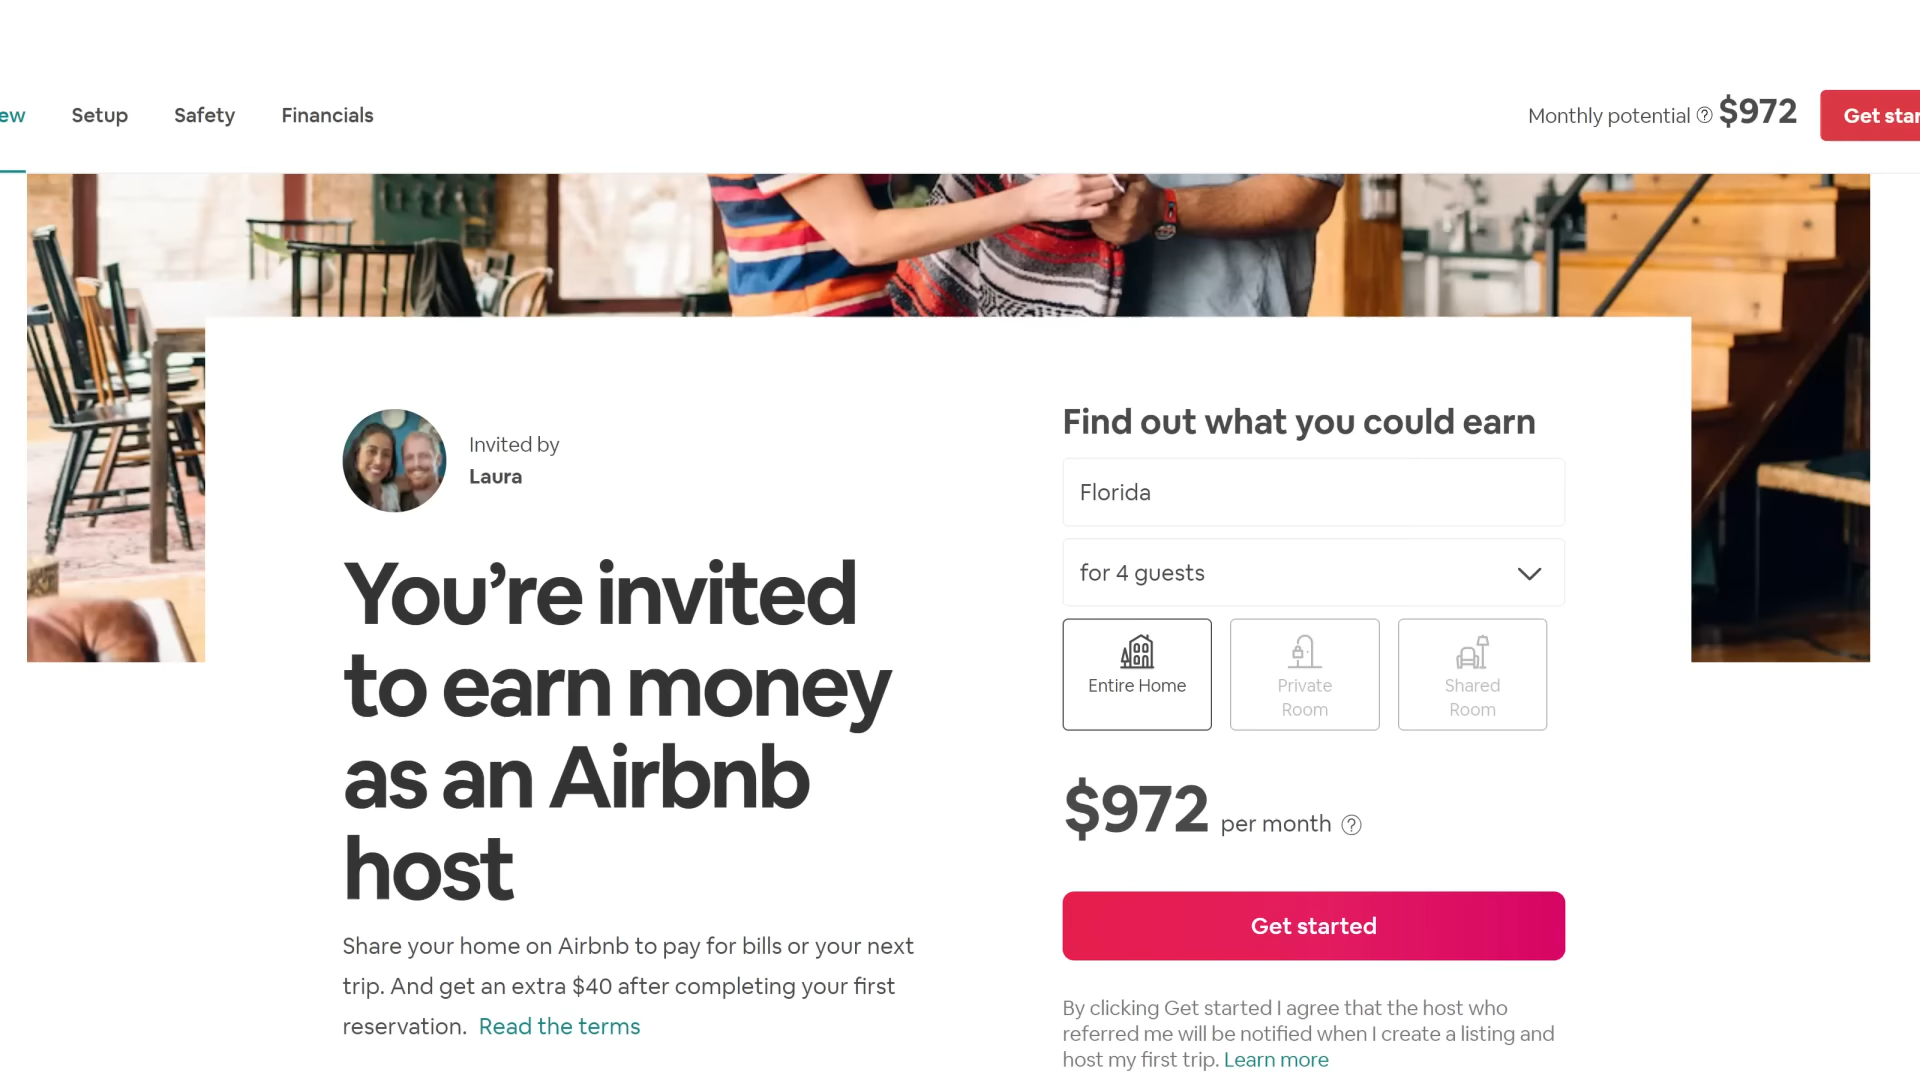 ew Setup Safety Financials Monthly potential ? $972 Get star
Invited by
Laura
You’re invited
to earn money
as an Airbnb
host
Share your home on Airbnb to pay for bills or your next
trip. And get an extra $40 after completing your first
reservation. Read the terms
Find out what you could earn
Florida
for 4 guests
Entire Home
Private
Room
Shared
Room
$972 per month ?
Get started
By clicking Get started I agree that the host who
referred me will be notified when I create a listing and
host my first trip. Learn more